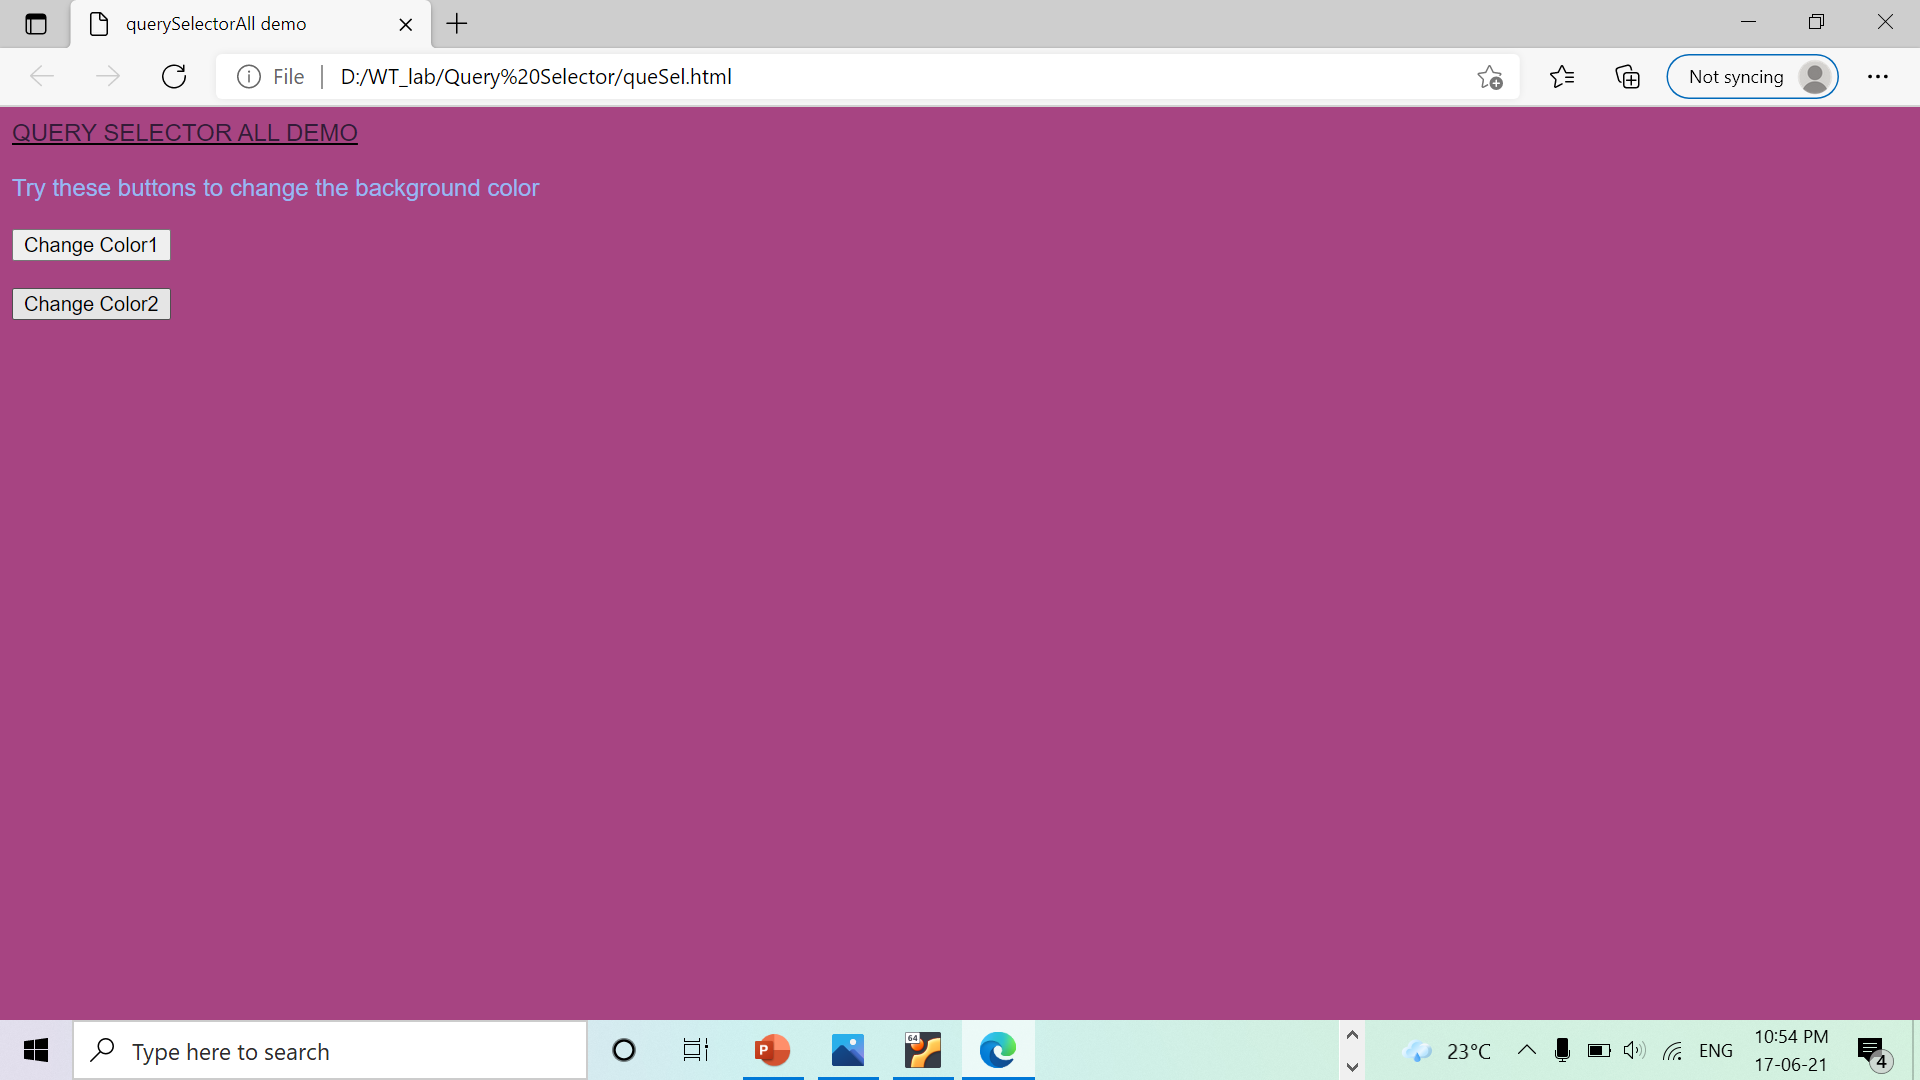 querySelectorAll demo
File D:/WT_lab/Query%20Selector/queSel.html
Not syncing
QUERY SELECTOR ALL DEMO
Try these buttons to change the background color
Change Color1
Change Color2
Type here to search
P
64
23°C
ENG
10:54 PM
17-06-21
4